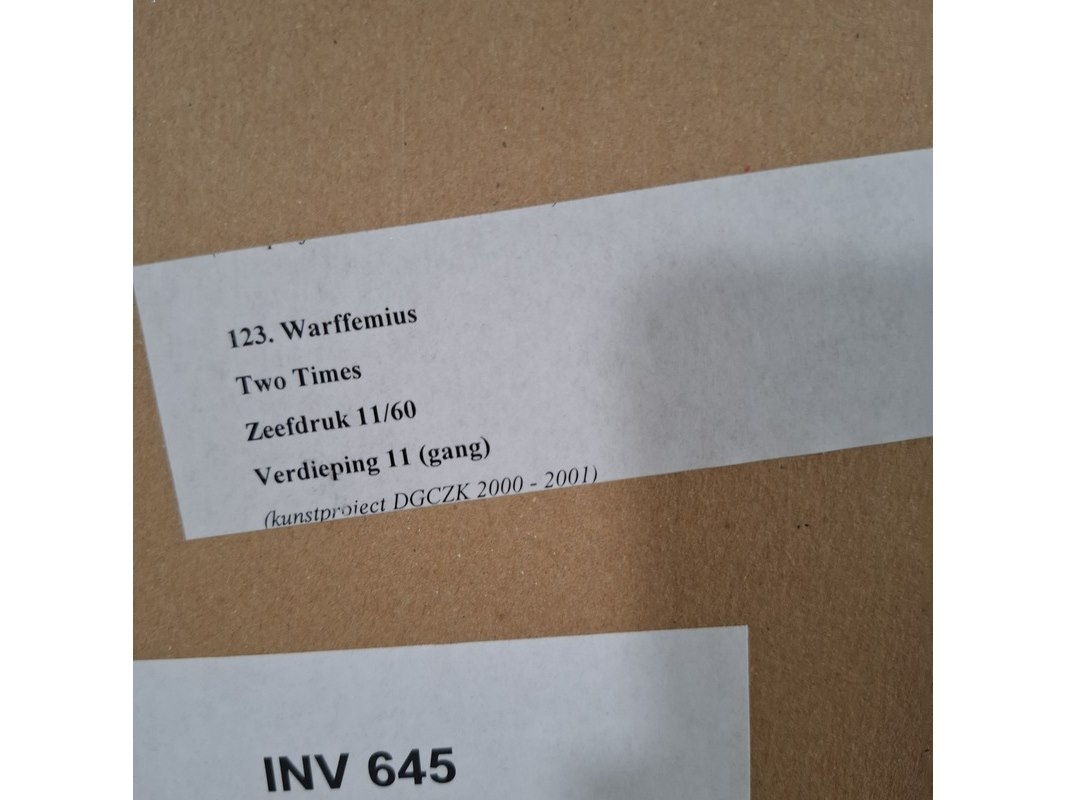 123. Warffemius
Two Times
Zeefdruk 11/60
Verdieping 11 (gang)
(kunstproject DGCZK 2000 - 2001)
INV 645